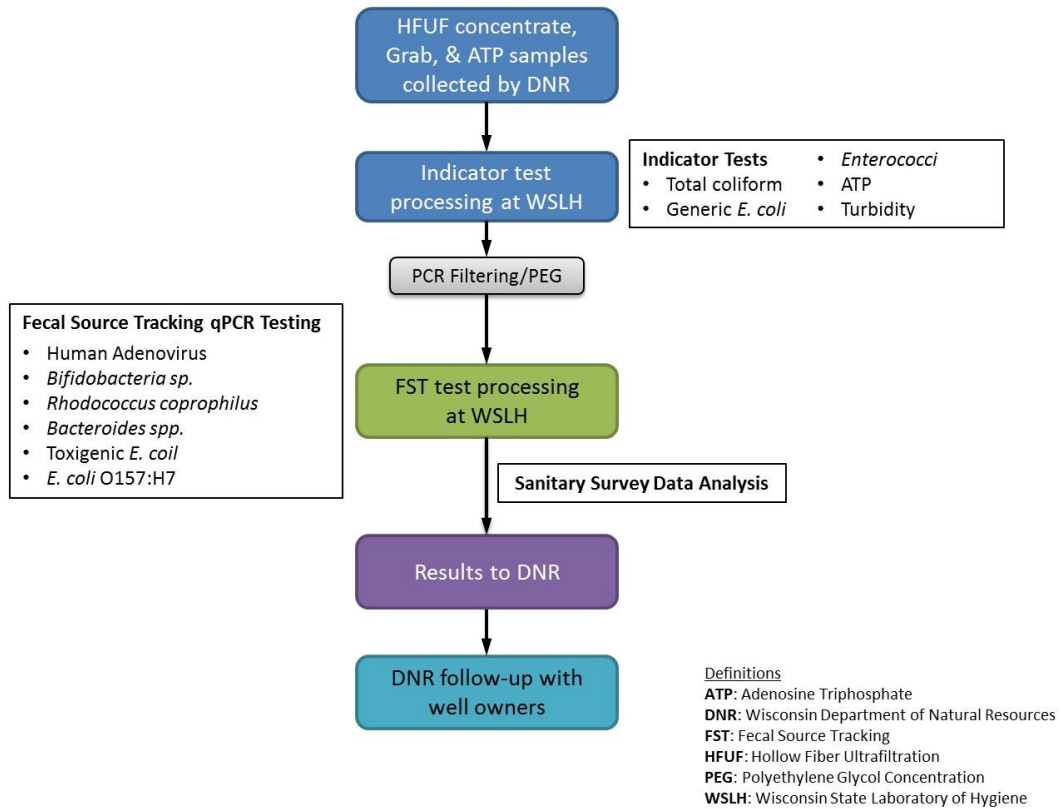 HFUF concentrate,
Grab, & ATP samples
collected by DNR
Indicator test
processing at WSLH
Indicator Tests
• Total coliform
• Generic E. coli
• Enterococci
• ATP
• Turbidity
PCR Filtering/PEG
Fecal Source Tracking qPCR Testing
• Human Adenovirus
• Bifidobacteria sp.
• Rhodococcus coprophilus
• Bacteroides spp.
• Toxigenic E. coil
• E. coli O157:H7
FST test processing
at WSLH
Sanitary Survey Data Analysis
Results to DNR
DNR follow-up with
well owners
Definitions
ATP: Adenosine Triphosphate
DNR: Wisconsin Department of Natural Resources
FST: Fecal Source Tracking
HFUF: Hollow Fiber Ultrafiltration
PEG: Polyethylene Glycol Concentration
WSLH: Wisconsin State Laboratory of Hygiene